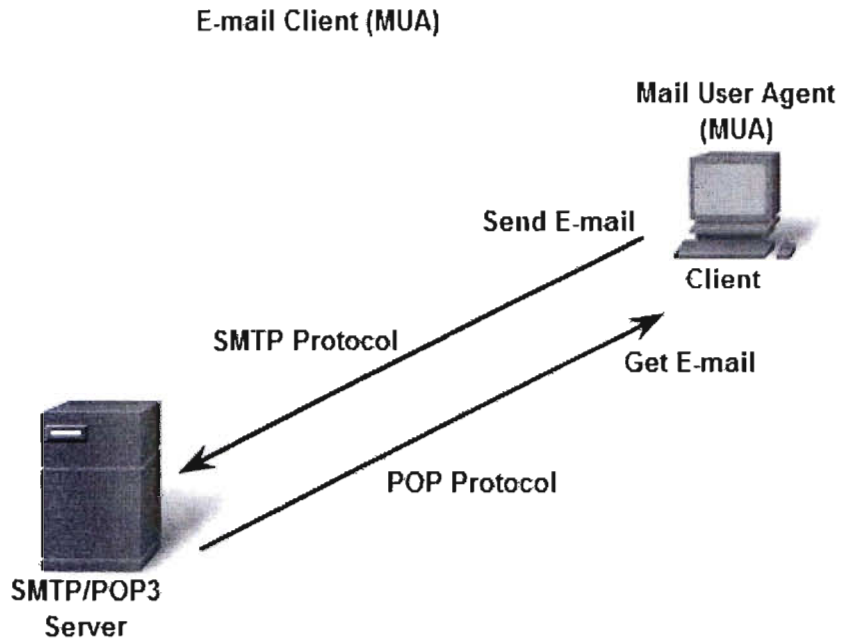 E-mail Client (MUA)
Mail User Agent
(MUA)
Send E-mail
Client
SMTP Protocol
Get E-mail
POP Protocol
SMTP/POP3
Server